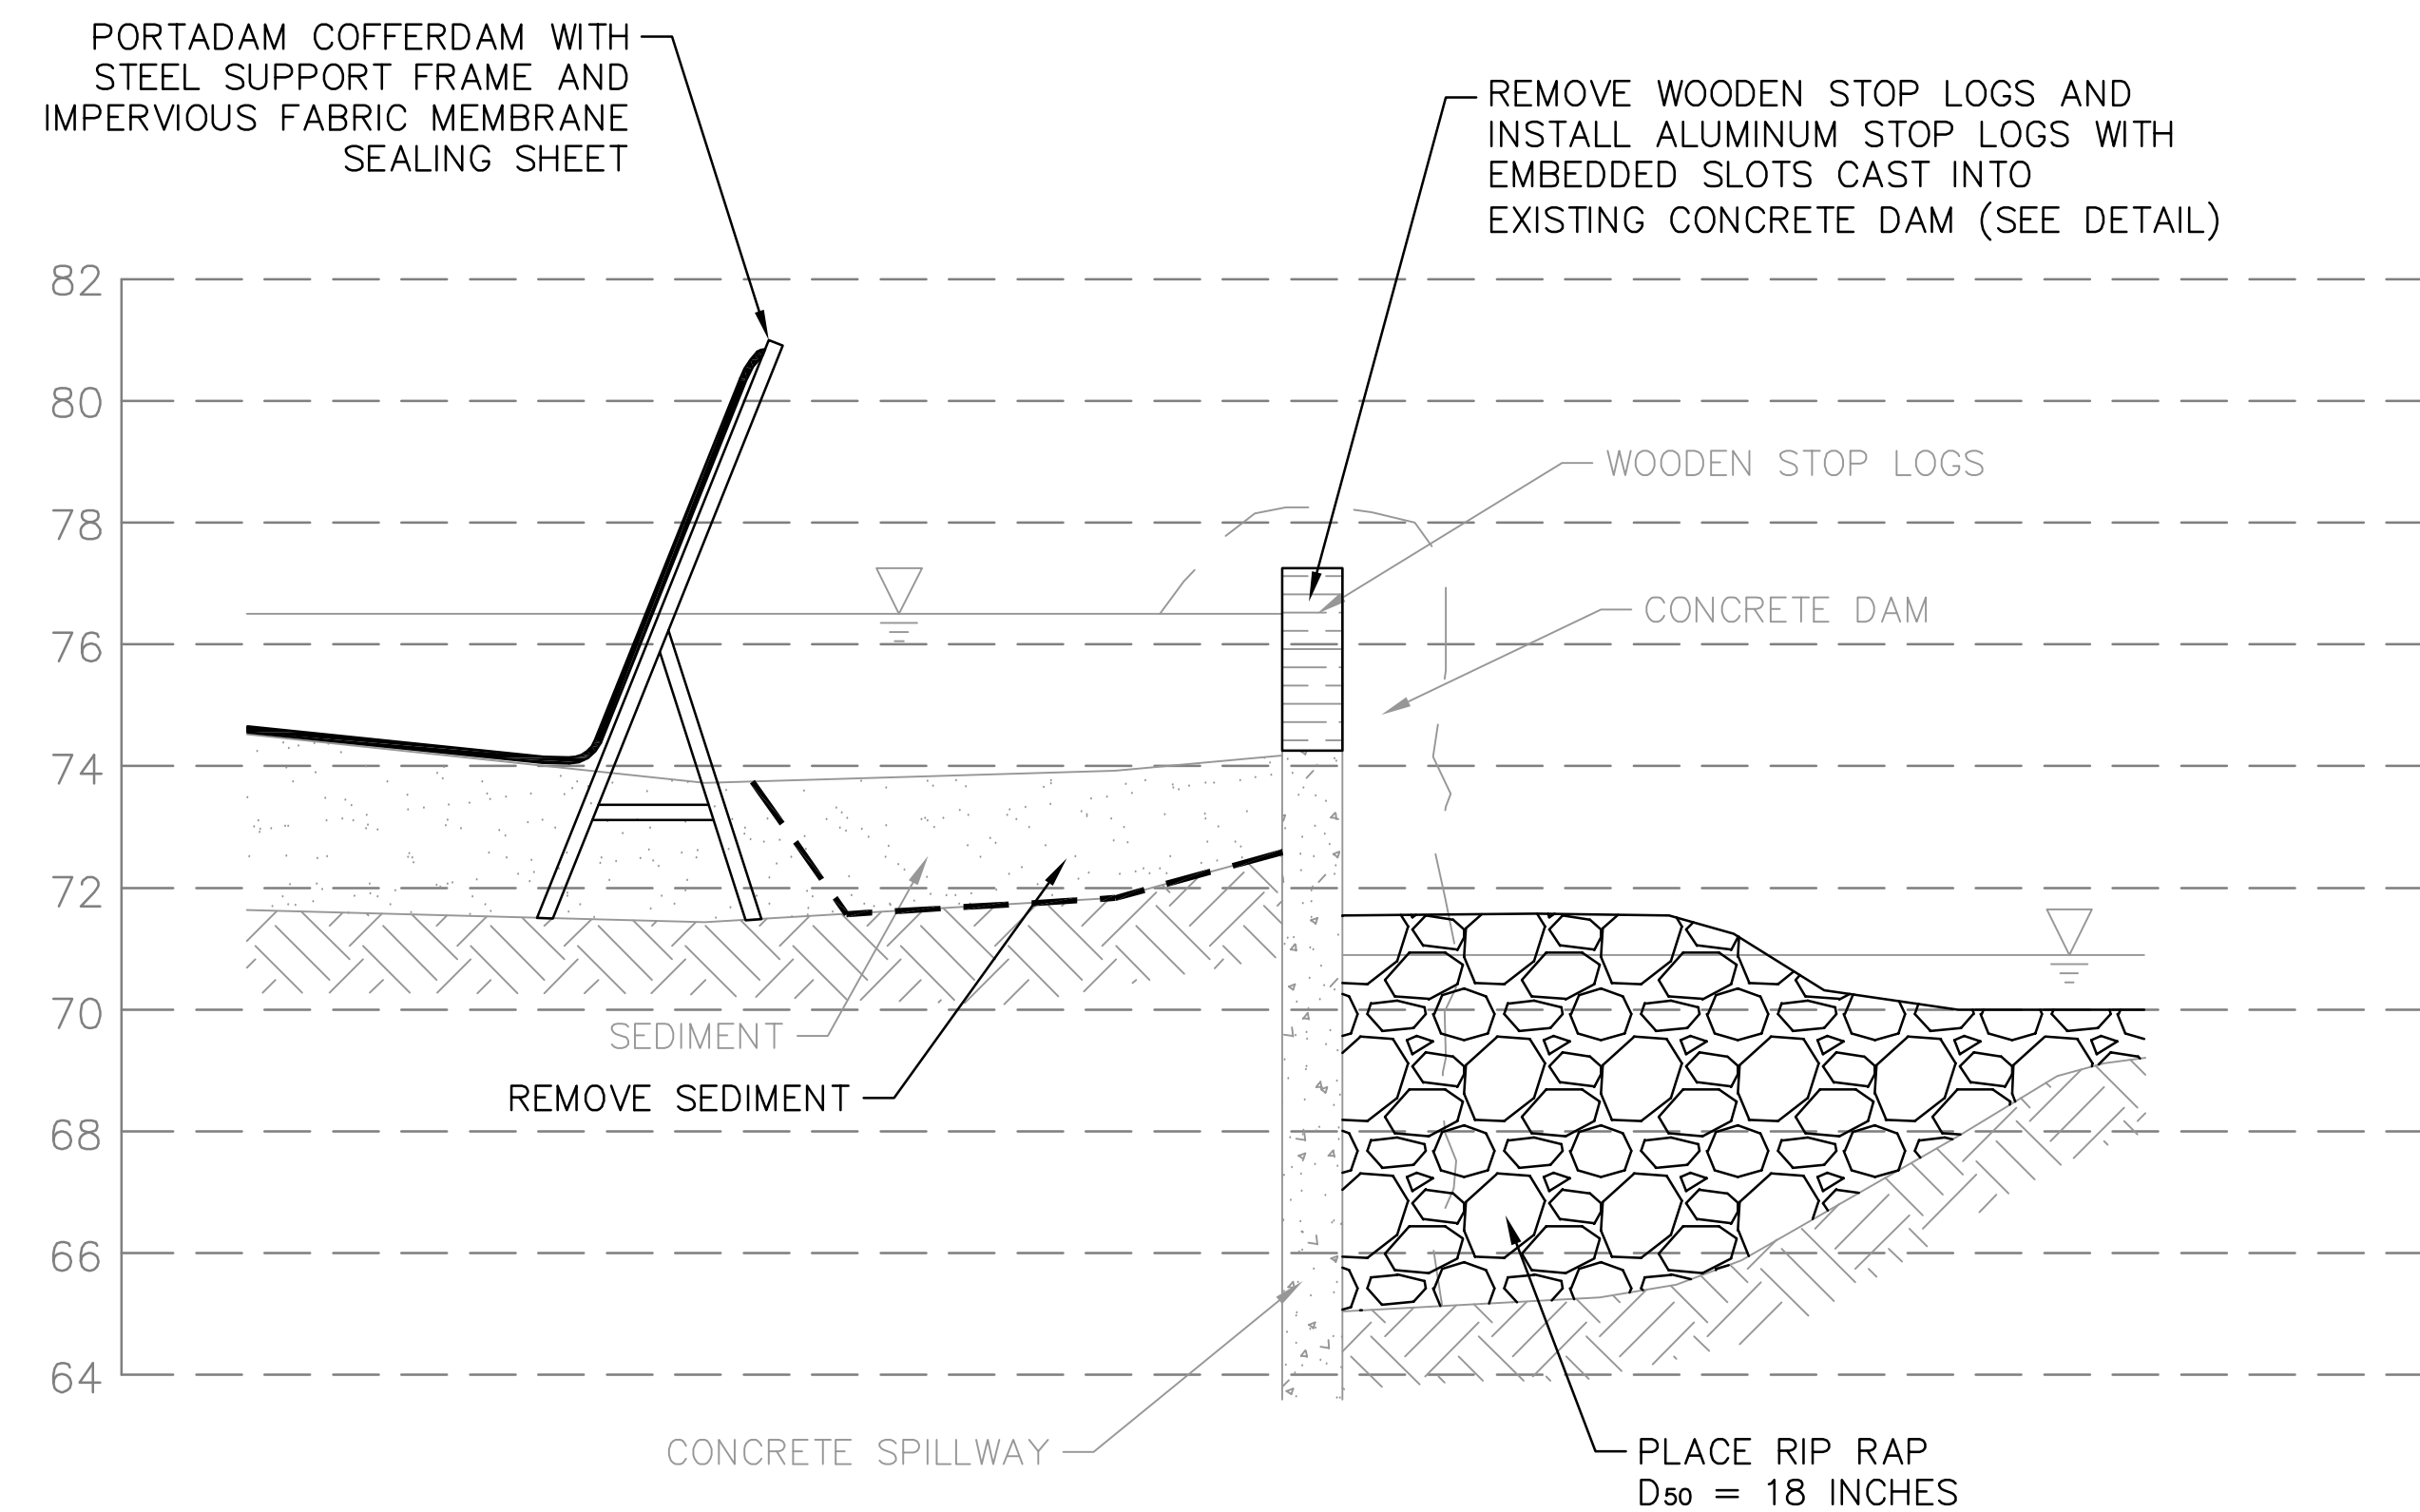 PORTADAM COFFERDAM WITH
STEEL SUPPORT FRAME AND
IMPERVIOUS FABRIC MEMBRANE
SEALING SHEET
REMOVE WOODEN STOP LOGS AND
INSTALL ALUMINUM STOP LOGS WITH
EMBEDDED SLOTS CAST INTO
EXISTING CONCRETE DAM (SEE DETAIL)
82
80
WOODEN STOP LOGS
78
CONCRETE DAM
76
74
72
70
SEDIMENT
REMOVE SEDIMENT
68
66
64
CONCRETE SPILLWAY
PLACE RIP RAP
D50 = 18 INCHES